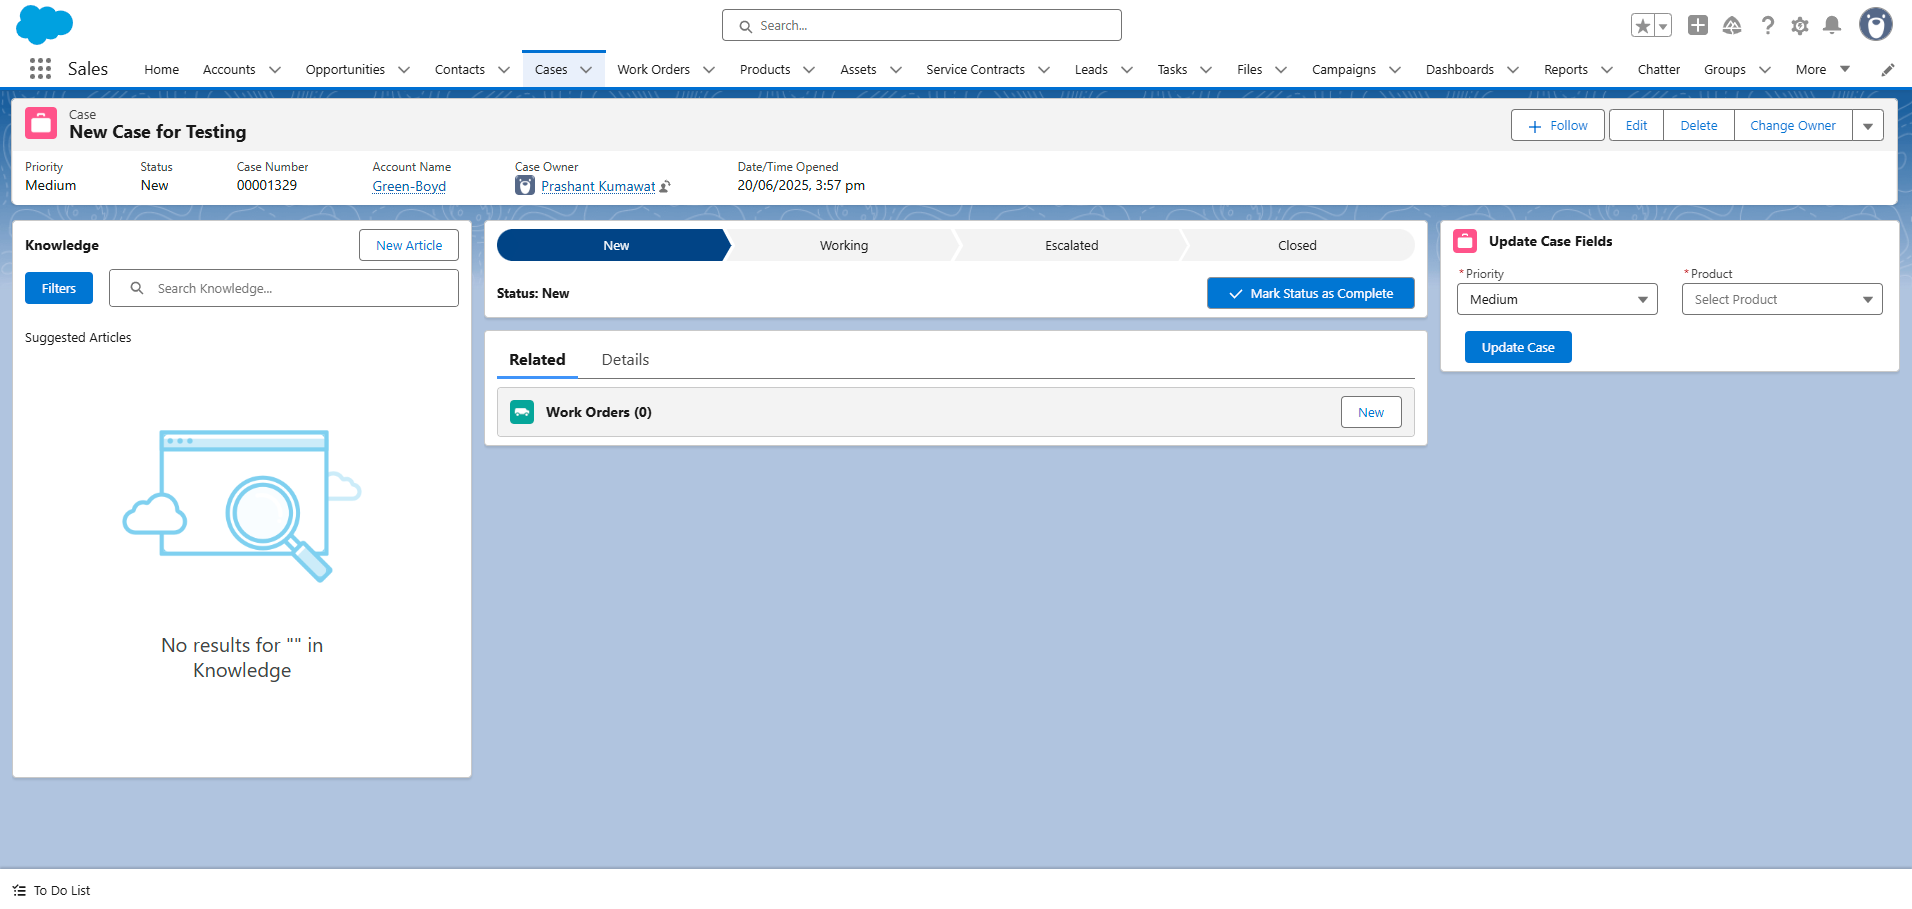 Search...
Sales
Home
Accounts
Opportunities
Contacts
Cases
Work Orders
Products
Assets
Service Contracts
Leads
Tasks
Files
Campaigns
Dashboards
Reports
Chatter
Groups
More
Case
New Case for Testing
+ Follow
Edit
Delete
Change Owner
Priority
Medium
Status
New
Case Number
00001329
Account Name
Green-Boyd
Case Owner
Prashant Kumawat
Date/Time Opened
20/06/2025, 3:57 pm
Knowledge
New Article
Filters
Search Knowledge...
Suggested Articles
No results for "" in
Knowledge
New
Working
Escalated
Closed
Status: New
Mark Status as Complete
Related
Details
Work Orders (0)
New
Update Case Fields
*Priority
Medium
*Product
Select Product
Update Case
To Do List